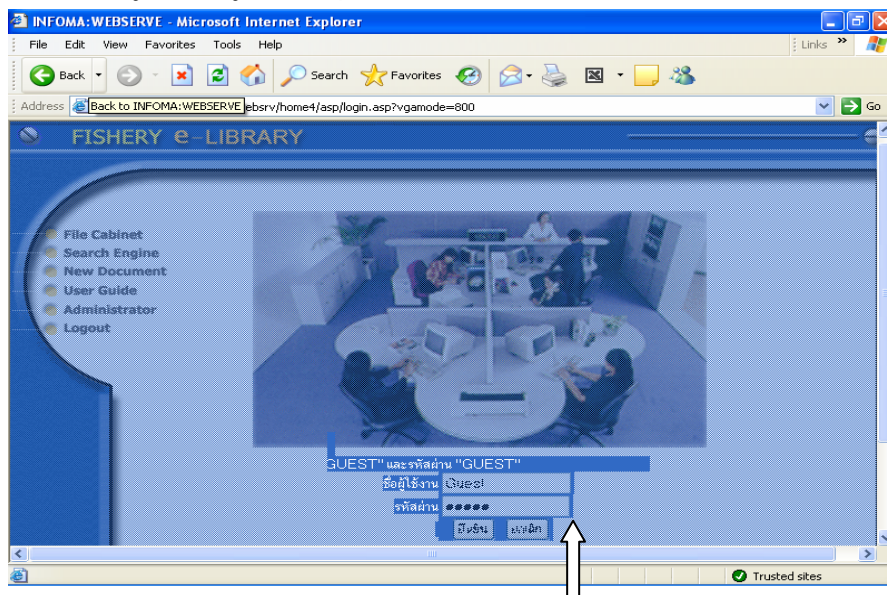 INFOMA:WEBSERVE - Microsoft Internet Explorer
File Edit View Favorites Tools Help
Links »
Back Search Favorites
Address Back to INFOMA:WEBSERVE ebsrv/home4/asp/login.asp?vgamode=800 Go
FISHERY e-LIBRARY
File Cabinet
Search Engine
New Document
User Guide
Administrator
Logout
GUEST" และรหัสผ่าน "GUEST"
ชื่อผู้ใช้งาน Guest
รหัสผ่าน •••••
ยืนยัน ยกเลิก
Trusted sites